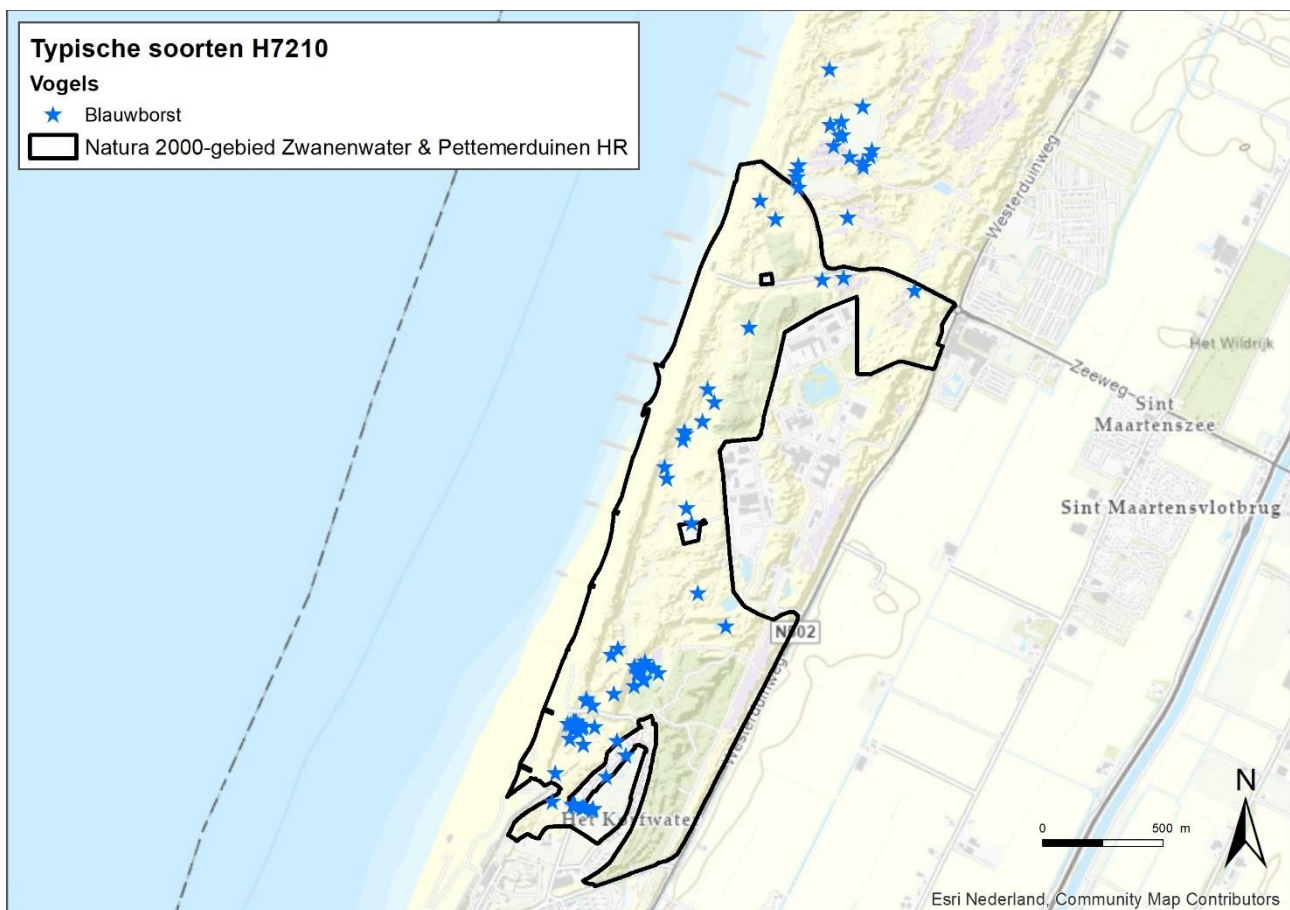 Typische soorten H7210
Vogels
Blauwborst
Natura 2000-gebied Zwanenwater & Pettemerduinen HR
Westerduinweg
Het Wildrijk
Zeeweg
Sint
Maartenszee
Sint Maartensvlotbrug
N502
Westerduinweg
Het Korfwater
N
0 500 m
Esri Nederland, Community Map Contributors